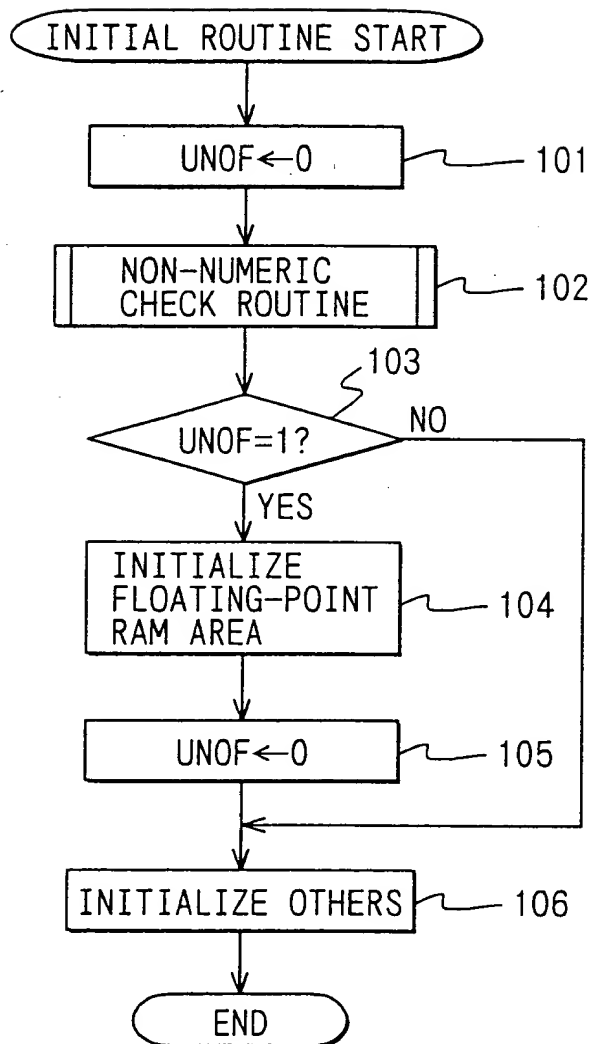 INITIAL ROUTINE START
UNOF←0
101
NON-NUMERIC
CHECK ROUTINE
102
103
UNOF=1?
NO
YES
INITIALIZE
FLOATING-POINT
RAM AREA
104
UNOF←0
105
INITIALIZE OTHERS
106
END